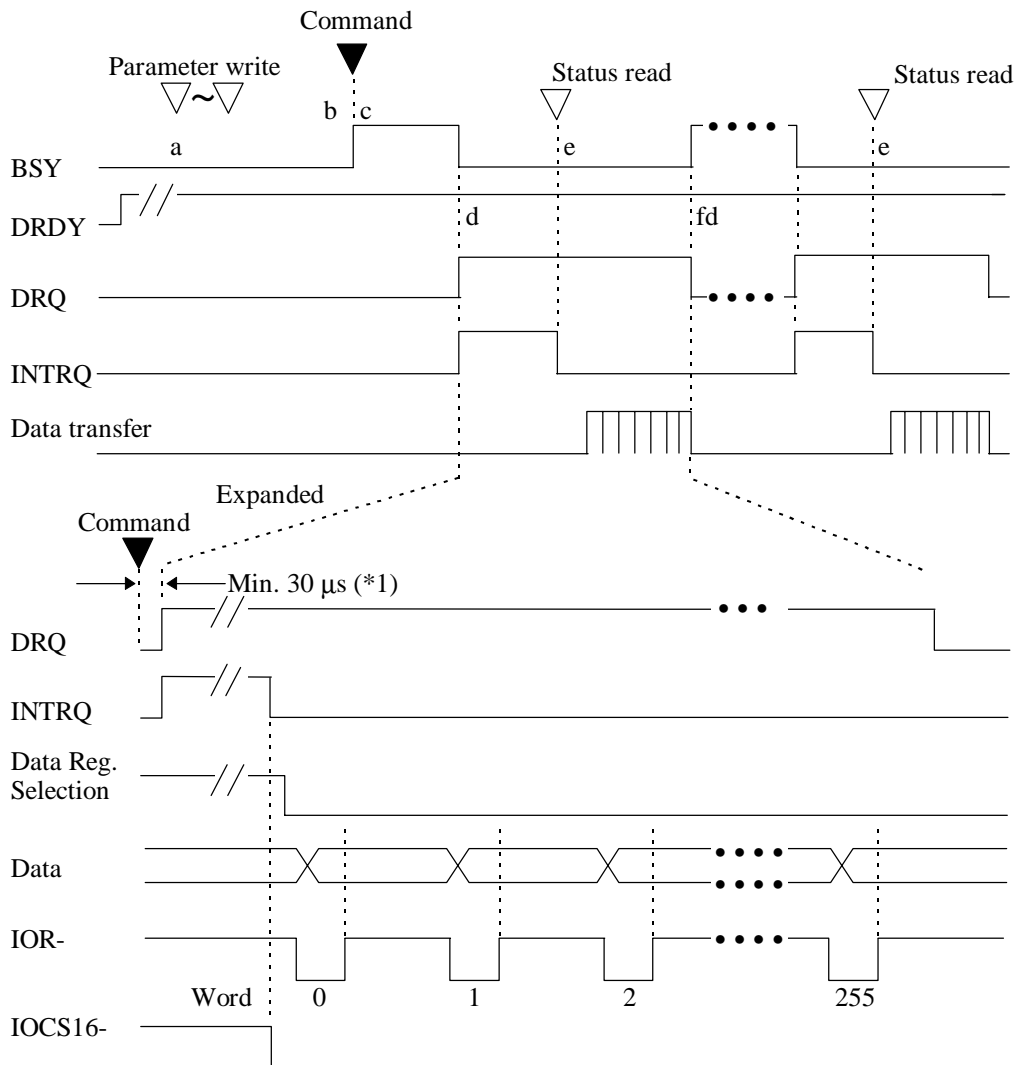 Command
Parameter write
Status read
Status read
~
b c
a
e
e
BSY
DRDY
d
fd
DRQ
INTRQ
Data transfer
Expanded
Command
Min. 30 μs (*1)
DRQ
INTRQ
Data Reg.
Selection
Data
IOR-
Word 0 1 2 255
IOCS16-